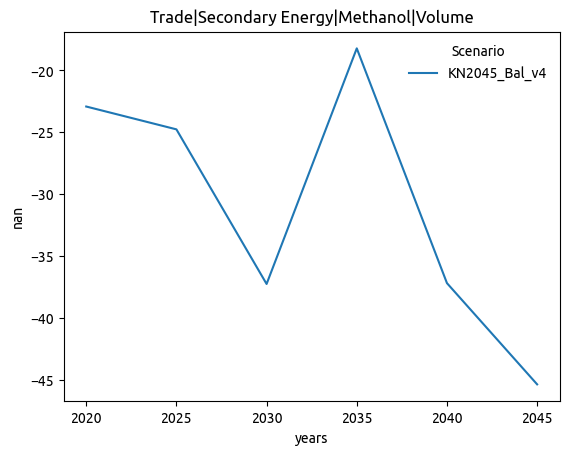 Trade|Secondary Energy|Methanol|Volume
Scenario
KN2045_Bal_v4
−20
−25
−30
−35
−40
−45
nan
2020 2025 2030 2035 2040 2045
years